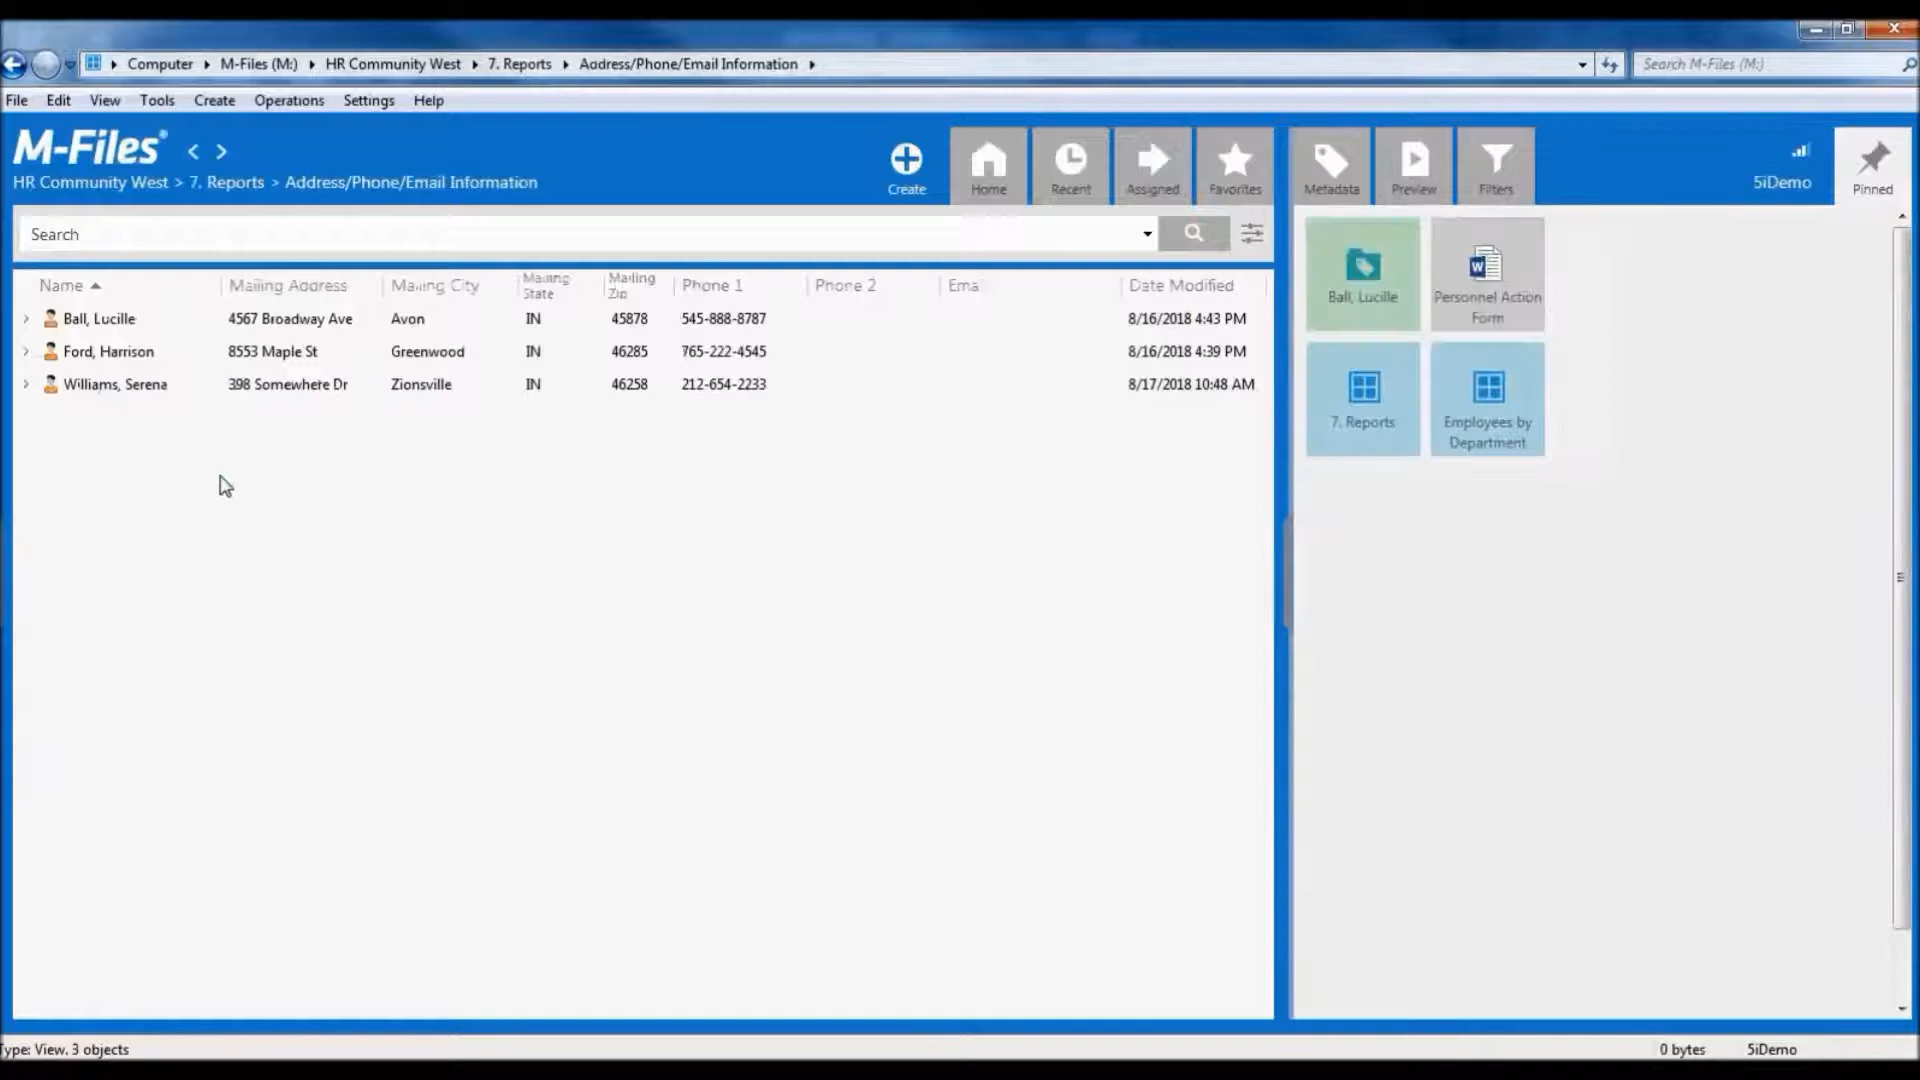 Computer M-Files (M:) HR Community West 7. Reports Address/Phone/Email Information Search M-Files (M:)
File Edit View Tools Create Operations Settings Help
M-Files
HR Community West > 7. Reports > Address/Phone/Email Information
Create Home Recent Assigned Favorites Metadata Preview Filters 5iDemo Pinned
Search
Name Mailing Address Mailing City Mailing State Mailing Zip Phone 1 Phone 2 Emai Date Modified
Ball, Lucille 4567 Broadway Ave Avon IN 45878 545-888-8787 8/16/2018 4:43 PM
Ford, Harrison 8553 Maple St Greenwood IN 46285 765-222-4545 8/16/2018 4:39 PM
Williams, Serena 398 Somewhere Dr Zionsville IN 46258 212-654-2233 8/17/2018 10:48 AM
Ball, Lucille
Personnel Action
Form
7. Reports
Employees by
Department
Type: View. 3 objects 0 bytes 5iDemo